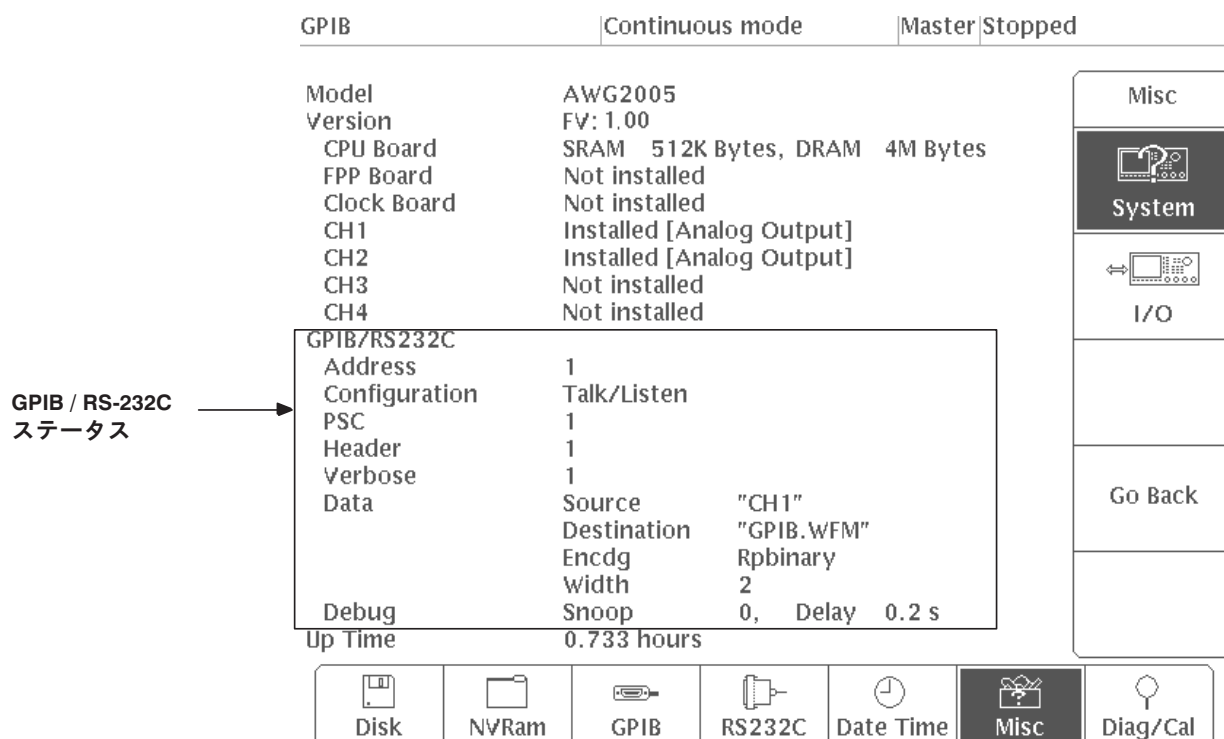 GPIB Continuous mode Master Stopped
Model AWG2005
Version FV: 1.00
CPU Board SRAM 512K Bytes, DRAM 4M Bytes
FPP Board Not installed
Clock Board Not installed
CH1 Installed [Analog Output]
CH2 Installed [Analog Output]
CH3 Not installed
CH4 Not installed
GPIB/RS232C
Address 1
Configuration Talk/Listen
PSC 1
Header 1
Verbose 1
Data Source "CH1"
Destination "GPIB.WFM"
Encdg Rpbinary
Width 2
Debug Snoop 0, Delay 0.2 s
Up Time 0.733 hours
GPIB / RS-232C
ステータス
Misc
System
I/O
Go Back
Disk NVRam GPIB RS232C Date Time Misc Diag/Cal